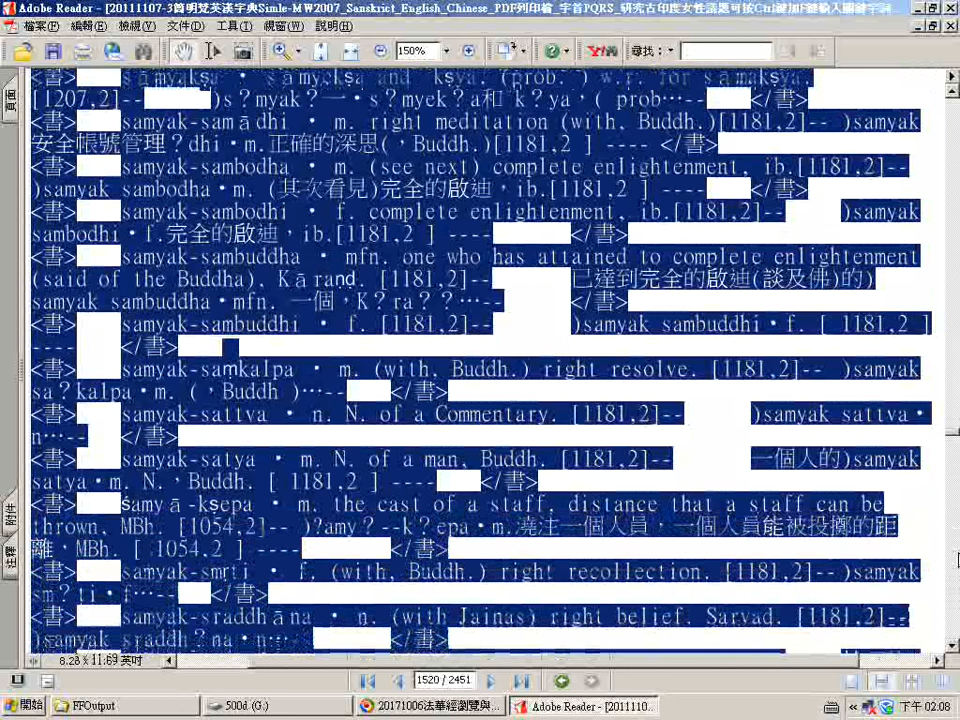 Adobe Reader - [20111107-3簡明梵英漢字典Simle-MW2007_Sanskrict_English_Chinese_PDF列印檔_字首PQRS_研究古印度女性議題可按Ctrl鍵加F鍵輸入關鍵字詞
檔案(F) 編輯(E) 檢視(V) 文件(D) 工具(T) 視窗(W) 說明(H)
150% Y! 尋找：
頁面
<書> sāmyakṣa • sāmyekṣa and kṣya, (prob.) w.r. for sāmakṣya.
[1207,2]-- )s？myak？一・s？myek？a和 k？ya，( prob…-- </書>
<書> samyak-samādhi • m. right meditation (with, Buddh.)[1181,2]-- )samyak
安全帳號管理？dhi・m.正確的深思(，Buddh.)[1181,2 ] ---- </書>
<書> samyak-sambodha • m. (see next) complete enlightenment, ib.[1181,2]--
)samyak sambodha・m. (其次看見)完全的啟迪，ib.[1181,2 ] ---- </書>
<書> samyak-sambodhi • f. complete enlightenment, ib.[1181,2]-- )samyak
sambodhi・f.完全的啟迪，ib.[1181,2 ] ---- </書>
<書> samyak-sambuddha • mfn. one who has attained to complete enlightenment
(said of the Buddha), Kāraṇḍ. [1181,2]-- 已達到完全的啟迪(談及佛)的)
samyak sambuddha・mfn. 一個，K？ra？？…-- </書>
<書> samyak-sambuddhi • f. [1181,2]-- )samyak sambuddhi・f. [ 1181,2 ]
---- </書>
<書> samyak-saṃkalpa • m. (with, Buddh.) right resolve. [1181,2]-- )samyak
sa？kalpa・m. (，Buddh )…-- </書>
<書> samyak-sattva • n. N. of a Commentary. [1181,2]-- )samyak sattva・
n…-- </書>
<書> samyak-satya • m. N. of a man, Buddh. [1181,2]-- 一個人的)samyak
satya・m. N.，Buddh. [ 1181,2 ] ---- </書>
<書> śamyā-kṣepa • m. the cast of a staff, distance that a staff can be
thrown, MBh. [1054,2]-- )?amy？--k？epa・m.澆注一個人員，一個人員能被投擲的距
離，MBh. [ 1054,2 ] ---- </書>
<書> samyak-smṛti • f. (with, Buddh.) right recollection. [1181,2]-- )samyak
sm？ti・f…-- </書>
<書> samyak-sraddhāna • n. (with Jainas) right belief, Sarvad. [1181,2]--
)samyak sraddh？na・n… </書>
附件
注釋
8.26 x 11.69 英吋
1520 / 2451
開始 FFOutput 500d (G:) 20171006法華經瀏覽與... Adobe Reader - [2011110... 下午 02:08